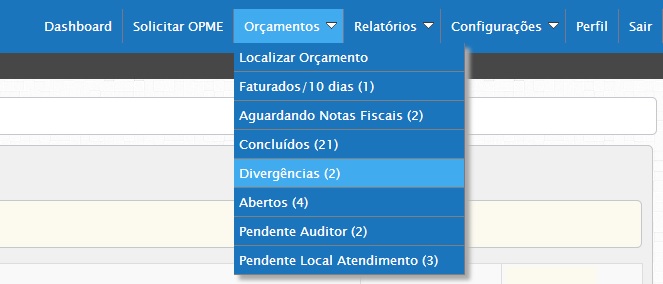 Dashboard Solicitar OPME Orçamentos Relatórios Configurações Perfil Sair
Localizar Orçamento
Faturados/10 dias (1)
Aguardando Notas Fiscais (2)
Concluídos (21)
Divergências (2)
Abertos (4)
Pendente Auditor (2)
Pendente Local Atendimento (3)